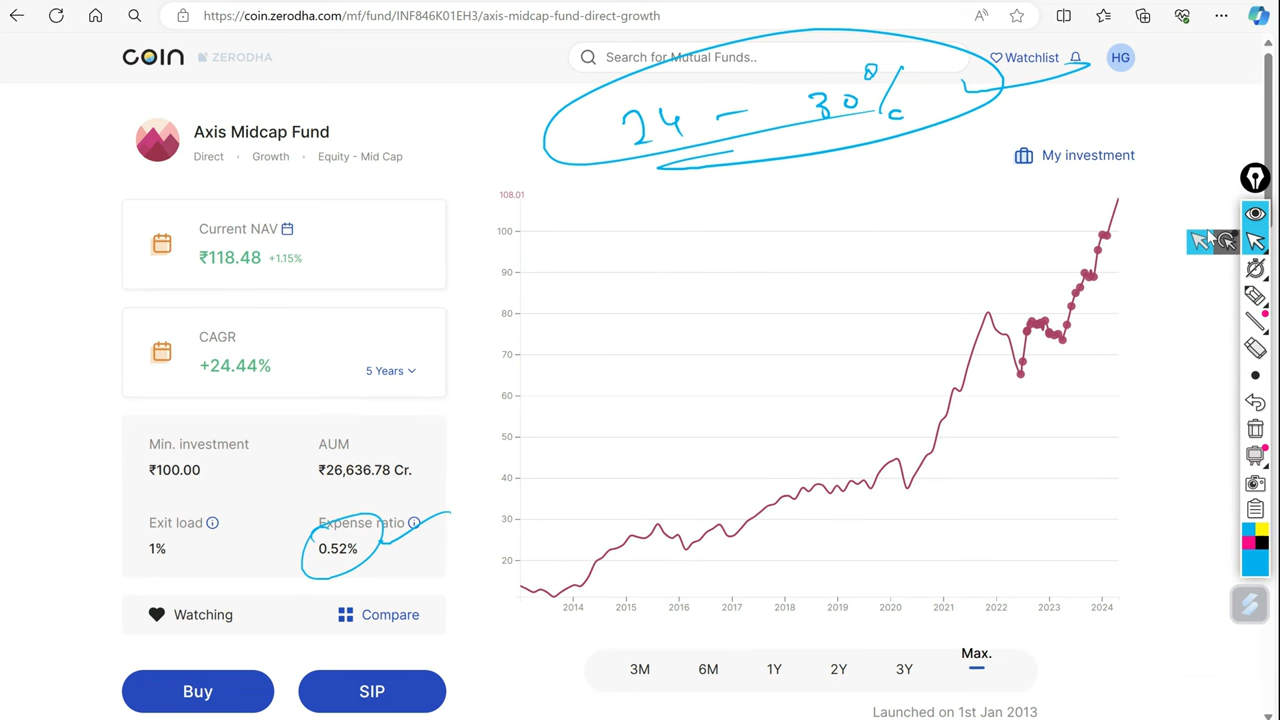 https://coin.zerodha.com/mf/fund/INF846K01EH3/axis-midcap-fund-direct-growth
COIN ZERODHA
Search for Mutual Funds..
Watchlist
HG
24 - 30%
Axis Midcap Fund
Direct Growth Equity - Mid Cap
My investment
Current NAV
₹118.48 +1.15%
CAGR
+24.44%
5 Years
Min. investment
₹100.00
AUM
₹26,636.78 Cr.
Exit load
1%
Expense ratio
0.52%
Watching
Compare
Buy
SIP
108.01
100
90
80
70
60
50
40
30
20
2014 2015 2016 2017 2018 2019 2020 2021 2022 2023 2024
3M 6M 1Y 2Y 3Y Max.
Launched on 1st Jan 2013